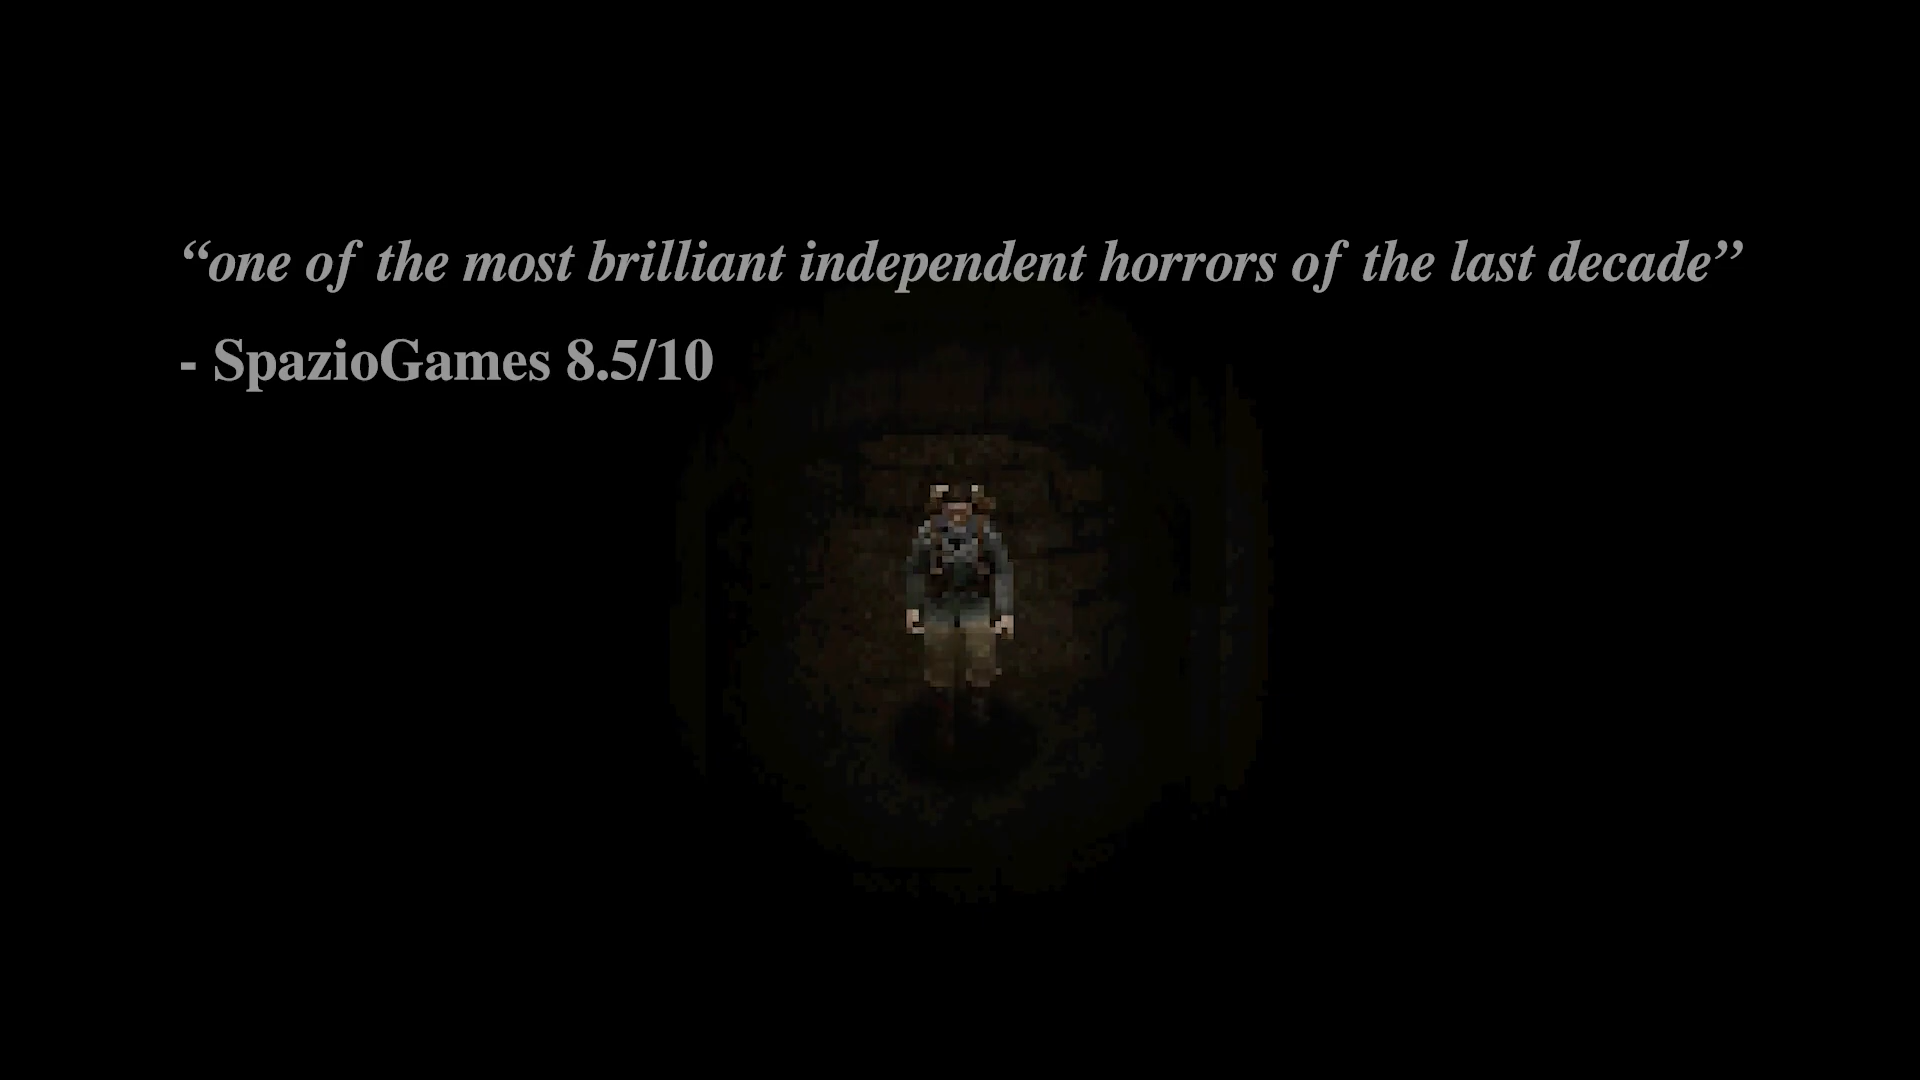 “one of the most brilliant independent horrors of the last decade”
- SpazioGames 8.5/10